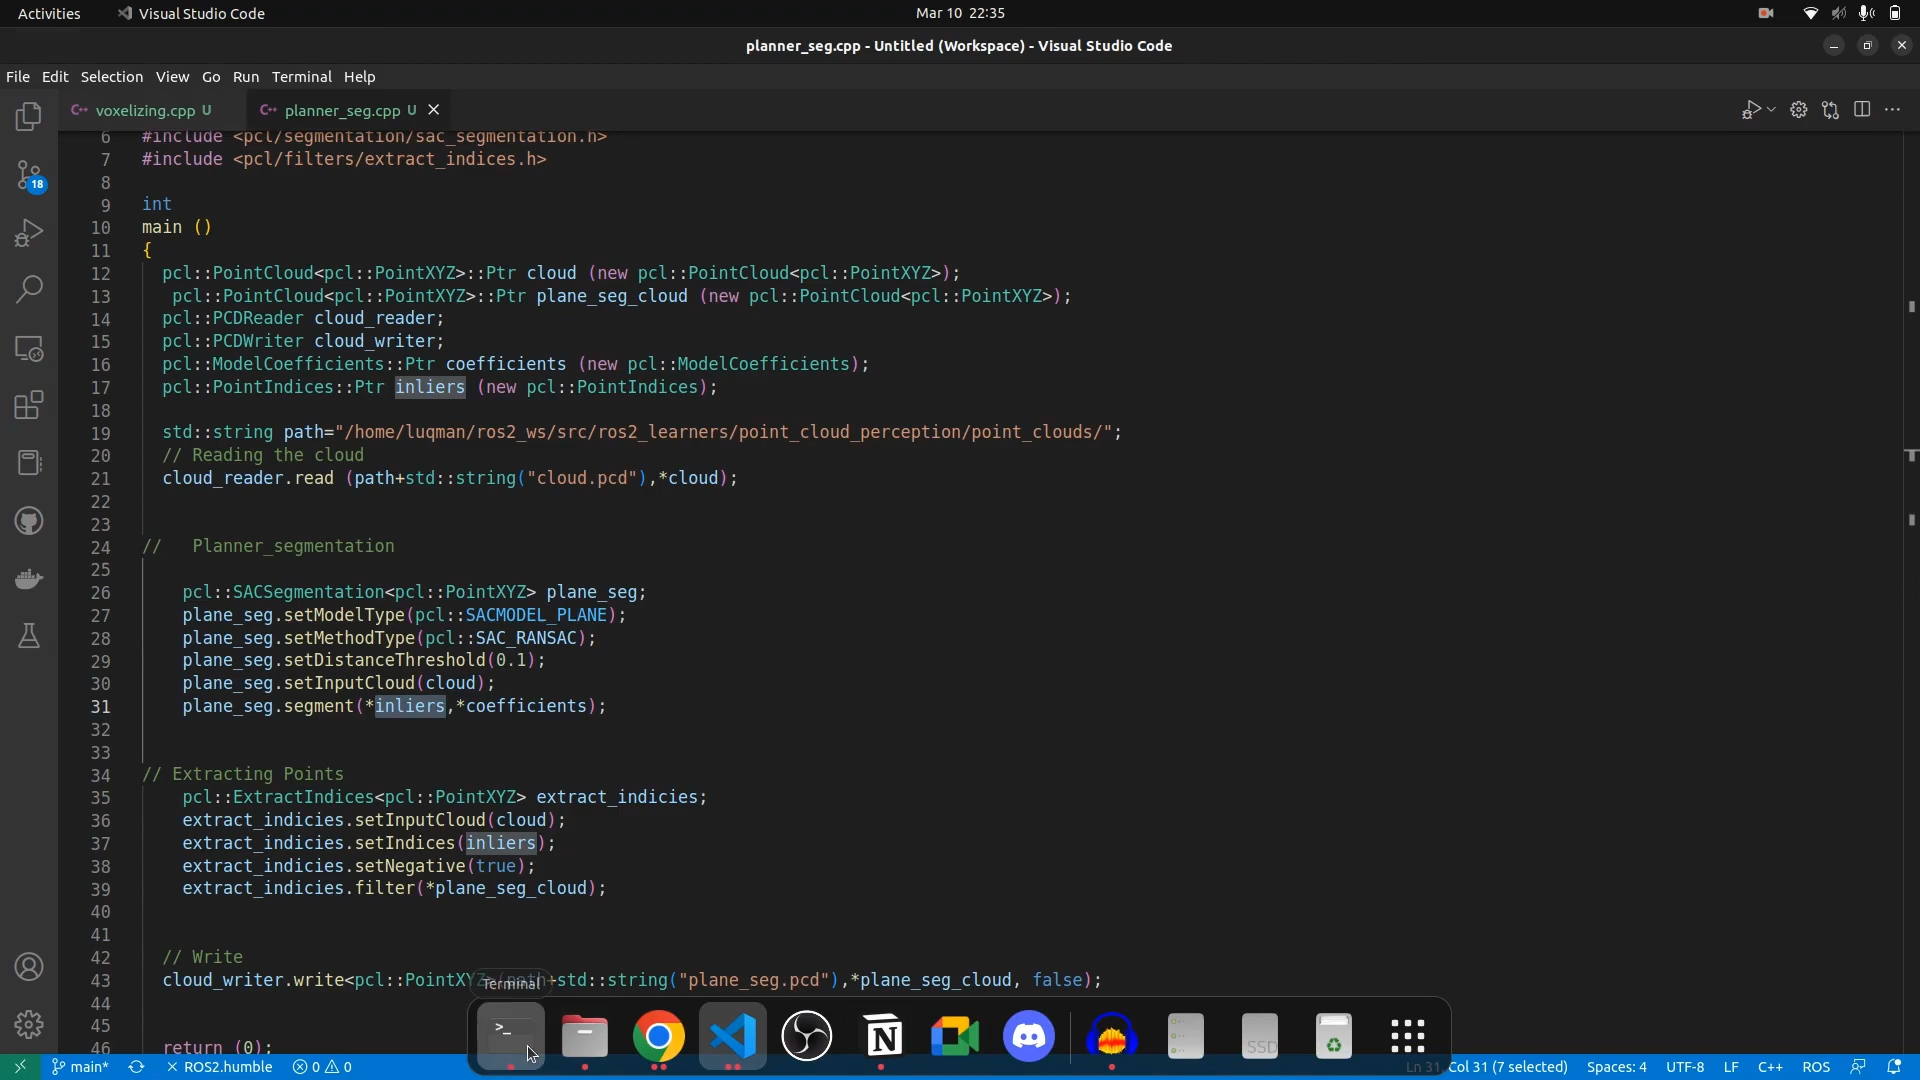 Activities
Visual Studio Code
Mar 10 22:35
planner_seg.cpp - Untitled (Workspace) - Visual Studio Code
File Edit Selection View Go Run Terminal Help
voxelizing.cpp U
planner_seg.cpp U
18
6 #include <pcl/segmentation/sac_segmentation.h>
7 #include <pcl/filters/extract_indices.h>
8
9 int
10 main ()
11 {
12 pcl::PointCloud<pcl::PointXYZ>::Ptr cloud (new pcl::PointCloud<pcl::PointXYZ>);
13 pcl::PointCloud<pcl::PointXYZ>::Ptr plane_seg_cloud (new pcl::PointCloud<pcl::PointXYZ>);
14 pcl::PCDReader cloud_reader;
15 pcl::PCDWriter cloud_writer;
16 pcl::ModelCoefficients::Ptr coefficients (new pcl::ModelCoefficients);
17 pcl::PointIndices::Ptr inliers (new pcl::PointIndices);
18
19 std::string path="/home/luqman/ros2_ws/src/ros2_learners/point_cloud_perception/point_clouds/";
20 // Reading the cloud
21 cloud_reader.read (path+std::string("cloud.pcd"),*cloud);
22
23
24 // Planner_segmentation
25
26 pcl::SACSegmentation<pcl::PointXYZ> plane_seg;
27 plane_seg.setModelType(pcl::SACMODEL_PLANE);
28 plane_seg.setMethodType(pcl::SAC_RANSAC);
29 plane_seg.setDistanceThreshold(0.1);
30 plane_seg.setInputCloud(cloud);
31 plane_seg.segment(*inliers,*coefficients);
32
33
34 // Extracting Points
35 pcl::ExtractIndices<pcl::PointXYZ> extract_indicies;
36 extract_indicies.setInputCloud(cloud);
37 extract_indicies.setIndices(inliers);
38 extract_indicies.setNegative(true);
39 extract_indicies.filter(*plane_seg_cloud);
40
41
42 // Write
43 cloud_writer.write<pcl::PointXYZ>(path+std::string("plane_seg.pcd"),*plane_seg_cloud, false);
Terminal
44
45
46 return (0);
SSD
main* ROS2.humble 0 0 Ln 31, Col 31 (7 selected) Spaces: 4 UTF-8 LF C++ ROS